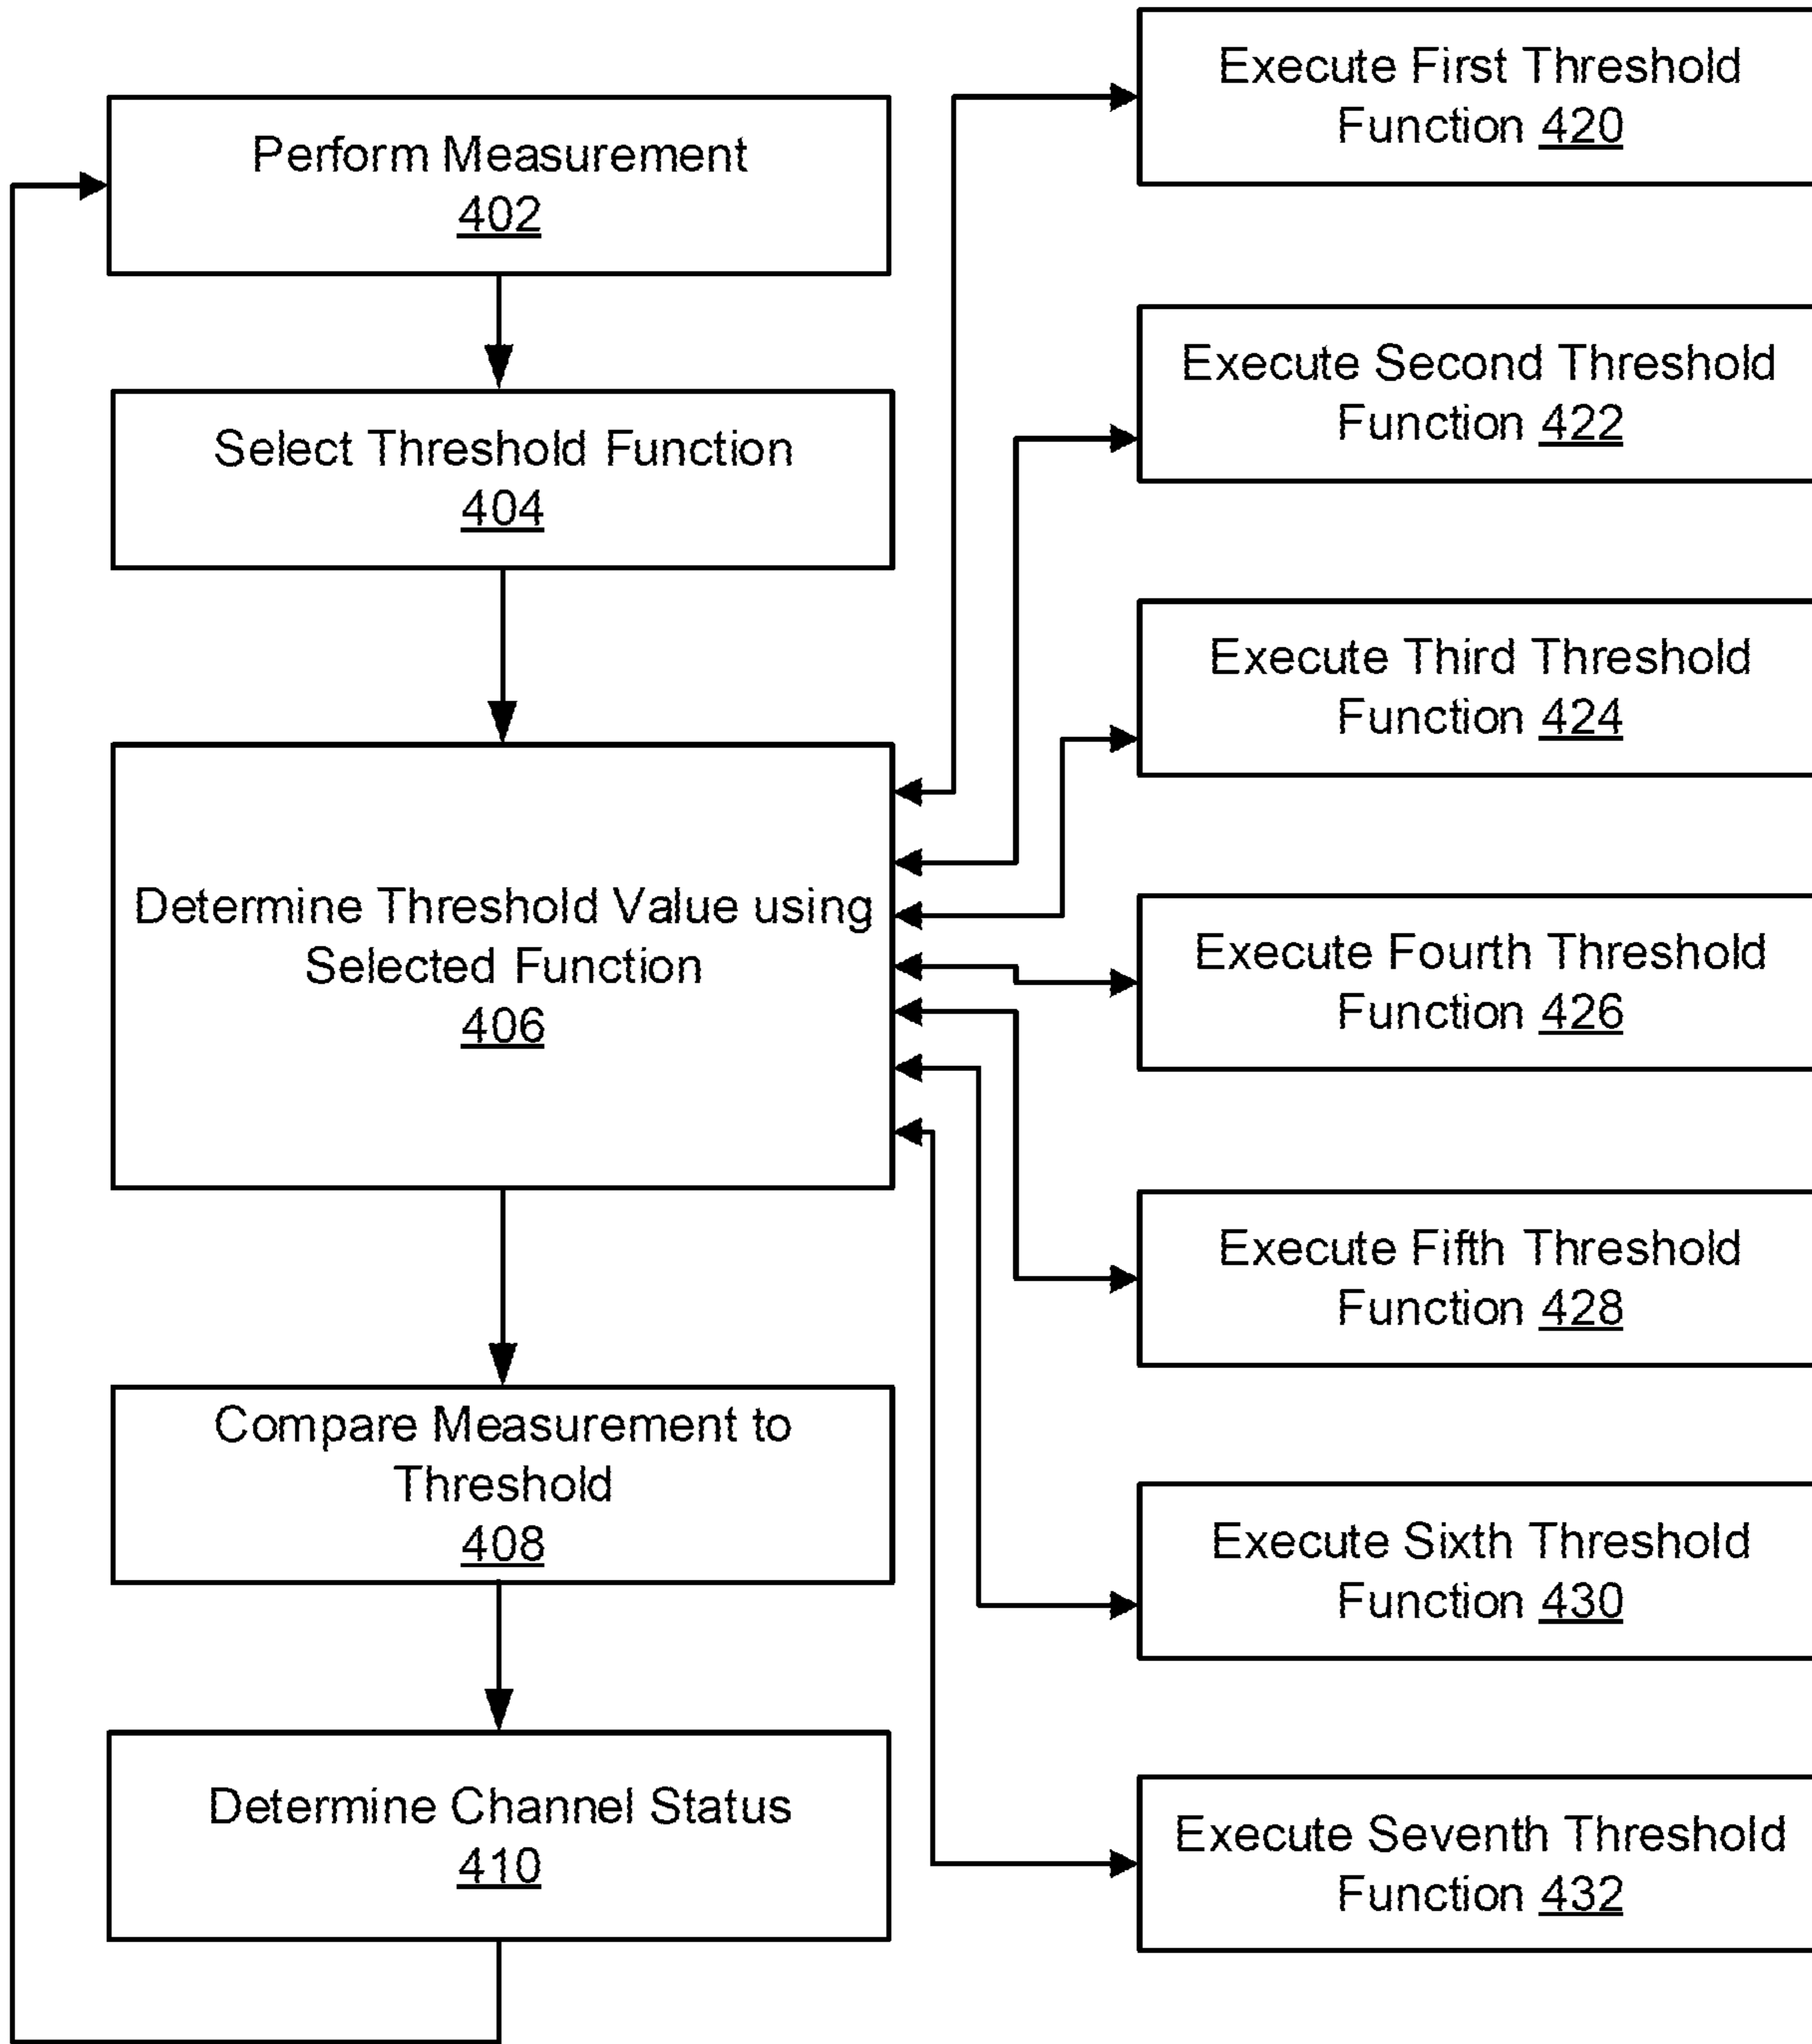 Perform Measurement
402
Select Threshold Function
404
Determine Threshold Value using
Selected Function
406
Compare Measurement to
Threshold
408
Determine Channel Status
410
Execute First Threshold
Function 420
Execute Second Threshold
Function 422
Execute Third Threshold
Function 424
Execute Fourth Threshold
Function 426
Execute Fifth Threshold
Function 428
Execute Sixth Threshold
Function 430
Execute Seventh Threshold
Function 432